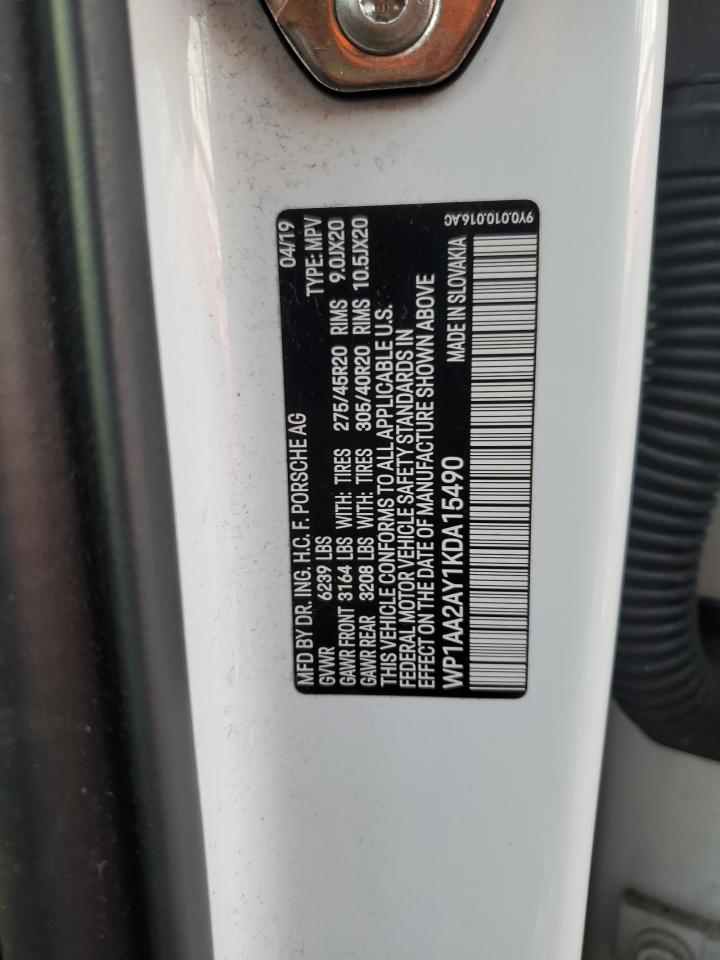 MFD BY DR. ING. H.C. F. PORSCHE AG 04/19
GVWR 6239 LBS TYPE: MPV
GAWR FRONT 3164 LBS WITH: TIRES 275/45R20 RIMS 9.0JX20
GAWR REAR 3208 LBS WITH: TIRES 305/40R20 RIMS 10.5JX20
THIS VEHICLE CONFORMS TO ALL APPLICABLE U.S.
FEDERAL MOTOR VEHICLE SAFETY STANDARDS IN
EFFECT ON THE DATE OF MANUFACTURE SHOWN ABOVE
WP1AA2AY1KDA15490 MADE IN SLOVAKIA
9Y0.010.016.AC